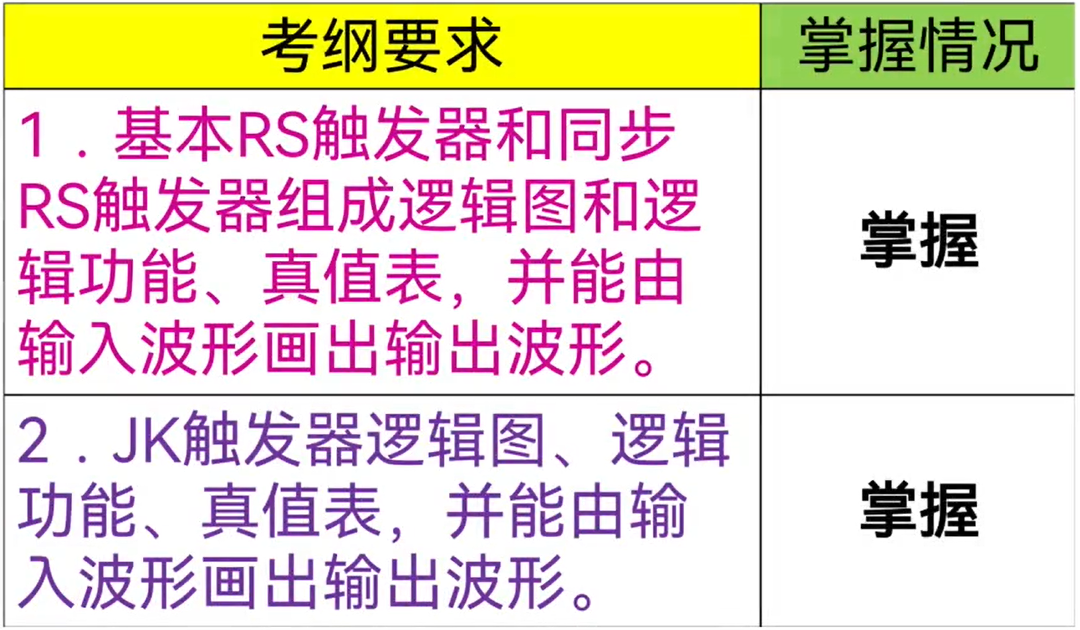 考纲要求
掌握情况
1．基本RS触发器和同步
RS触发器组成逻辑图和逻
辑功能、真值表，并能由
输入波形画出输出波形。
掌握
2．JK触发器逻辑图、逻辑
功能、真值表，并能由输
入波形画出输出波形。
掌握